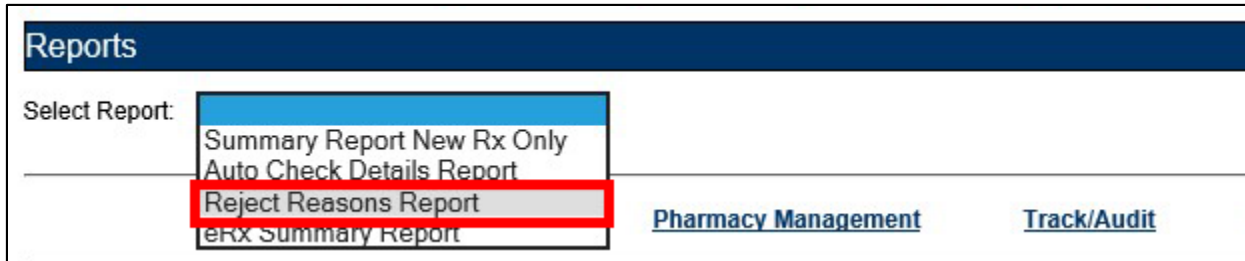 Reports
Select Report:
Summary Report New Rx Only
Auto Check Details Report
Reject Reasons Report
eRx Summary Report
Pharmacy Management Track/Audit